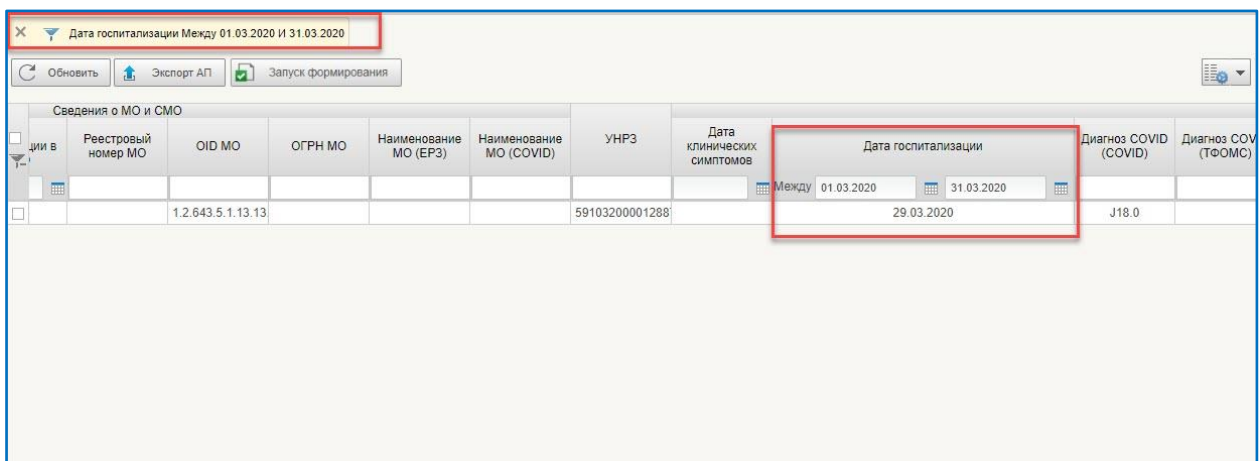 Дата госпитализации Между 01.03.2020 И 31.03.2020
Обновить Экспорт АП Запуск формирования
Сведения о МО и СМО
ции в Реестровый номер МО OID МО ОГРН МО Наименование МО (ЕРЗ) Наименование МО (COVID) УНРЗ Дата клинических симптомов Дата госпитализации Диагноз COVID (COVID) Диагноз COV (ТФОМС)
Между 01.03.2020 31.03.2020
1.2.643.5.1.13.13. 59103200001288 29.03.2020 J18.0